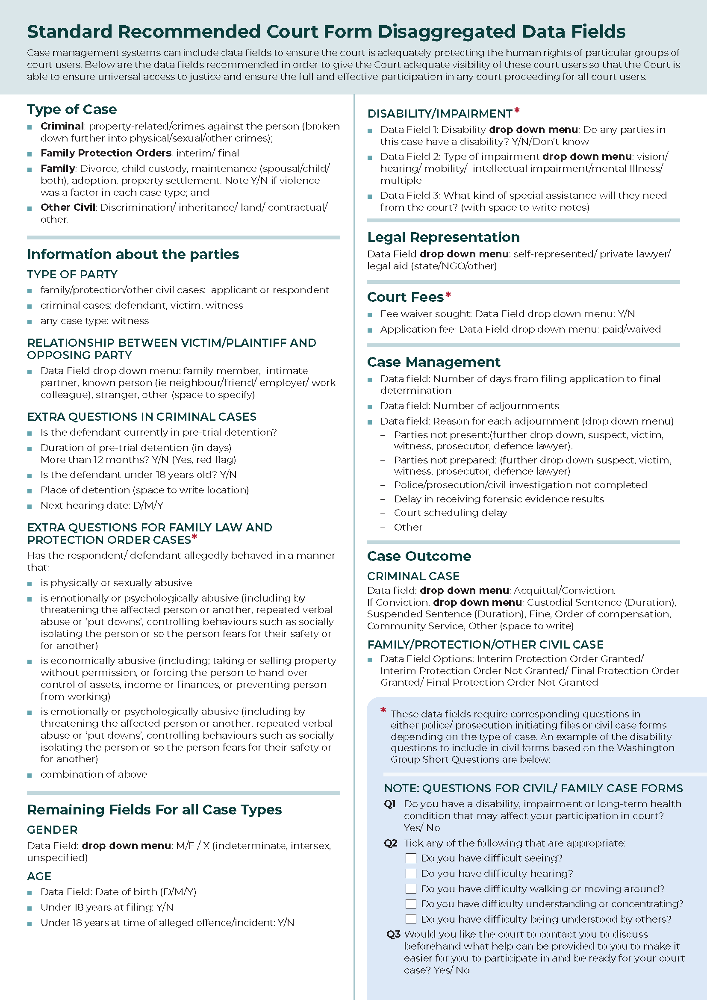 Standard Recommended Court Form Disaggregated Data Fields
Case management systems can include data fields to ensure the court is adequately protecting the human rights of particular groups of
court users. Below are the data fields recommended in order to give the Court adequate visibility of these court users so that the Court is
able to ensure universal access to justice and ensure the full and effective participation in any court proceeding for all court users.
Type of Case
■ Criminal: property-related/crimes against the person (broken
down further into physical/sexual/other crimes);
■ Family Protection Orders: interim/ final
■ Family: Divorce, child custody, maintenance (spousal/child/
both), adoption, property settlement. Note Y/N if violence
was a factor in each case type; and
■ Other Civil: Discrimination/ inheritance/ land/ contractual/
other.
Information about the parties
TYPE OF PARTY
■ family/protection/other civil cases:  applicant or respondent
■ criminal cases: defendant, victim, witness
■ any case type: witness
RELATIONSHIP BETWEEN VICTIM/PLAINTIFF AND
OPPOSING PARTY
■ Data Field drop down menu: family member,  intimate
partner, known person (ie neighbour/friend/ employer/ work
colleague), stranger, other (space to specify)
EXTRA QUESTIONS IN CRIMINAL CASES
■ Is the defendant currently in pre-trial detention?
■ Duration of pre-trial detention (in days)
More than 12 months? Y/N (Yes, red flag)
■ Is the defendant under 18 years old? Y/N
■ Place of detention (space to write location)
■ Next hearing date: D/M/Y
EXTRA QUESTIONS FOR FAMILY LAW AND
PROTECTION ORDER CASES*
Has the respondent/ defendant allegedly behaved in a manner
that:
■ is physically or sexually abusive
■ is emotionally or psychologically abusive (including by
threatening the affected person or another, repeated verbal
abuse or ‘put downs’, controlling behaviours such as socially
isolating the person or so the person fears for their safety or
for another)
■ is economically abusive (including; taking or selling property
without permission, or forcing the person to hand over
control of assets, income or finances, or preventing person
from working)
■ is emotionally or psychologically abusive (including by
threatening the affected person or another, repeated verbal
abuse or ‘put downs’, controlling behaviours such as socially
isolating the person or so the person fears for their safety or
for another)
■ combination of above
Remaining Fields For all Case Types
GENDER
Data Field: drop down menu: M/F / X (indeterminate, intersex,
unspecified)
AGE
■ Data Field: Date of birth (D/M/Y)
■ Under 18 years at filing: Y/N
■ Under 18 years at time of alleged offence/incident: Y/N
DISABILITY/IMPAIRMENT*
■ Data Field 1: Disability drop down menu: Do any parties in
this case have a disability? Y/N/Don’t know
■ Data Field 2: Type of impairment drop down menu: vision/
hearing/ mobility/  intellectual impairment/mental Illness/
multiple
■ Data Field 3: What kind of special assistance will they need
from the court? (with space to write notes)
Legal Representation
Data Field drop down menu: self-represented/ private lawyer/
legal aid (state/NGO/other)
Court Fees*
■ Fee waiver sought: Data Field drop down menu: Y/N
■ Application fee: Data Field drop down menu: paid/waived
Case Management
■ Data field: Number of days from filing application to final
determination
■ Data field: Number of adjournments
■ Data field: Reason for each adjournment (drop down menu)
– Parties not present:(further drop down, suspect, victim,
witness, prosecutor, defence lawyer).
– Parties not prepared: (further drop down suspect, victim,
witness, prosecutor, defence lawyer)
– Police/prosecution/civil investigation not completed
– Delay in receiving forensic evidence results
– Court scheduling delay
– Other
Case Outcome
CRIMINAL CASE
Data field: drop down menu: Acquittal/Conviction.
If Conviction, drop down menu: Custodial Sentence (Duration),
Suspended Sentence (Duration), Fine, Order of compensation,
Community Service, Other (space to write)
FAMILY/PROTECTION/OTHER CIVIL CASE
■ Data Field Options: Interim Protection Order Granted/
Interim Protection Order Not Granted/ Final Protection Order
Granted/ Final Protection Order Not Granted
* These data fields require corresponding questions in
either police/ prosecution initiating files or civil case forms
depending on the type of case. An example of the disability
questions to include in civil forms based on the Washington
Group Short Questions are below:
NOTE: QUESTIONS FOR CIVIL/ FAMILY CASE FORMS
Q1 Do you have a disability, impairment or long-term health
condition that may affect your participation in court?
Yes/ No
Q2 Tick any of the following that are appropriate:
Do you have difficult seeing?
Do you have difficulty hearing?
Do you have difficulty walking or moving around?
Do you have difficulty understanding or concentrating?
Do you have difficulty being understood by others?
Q3 Would you like the court to contact you to discuss
beforehand what help can be provided to you to make it
easier for you to participate in and be ready for your court
case? Yes/ No